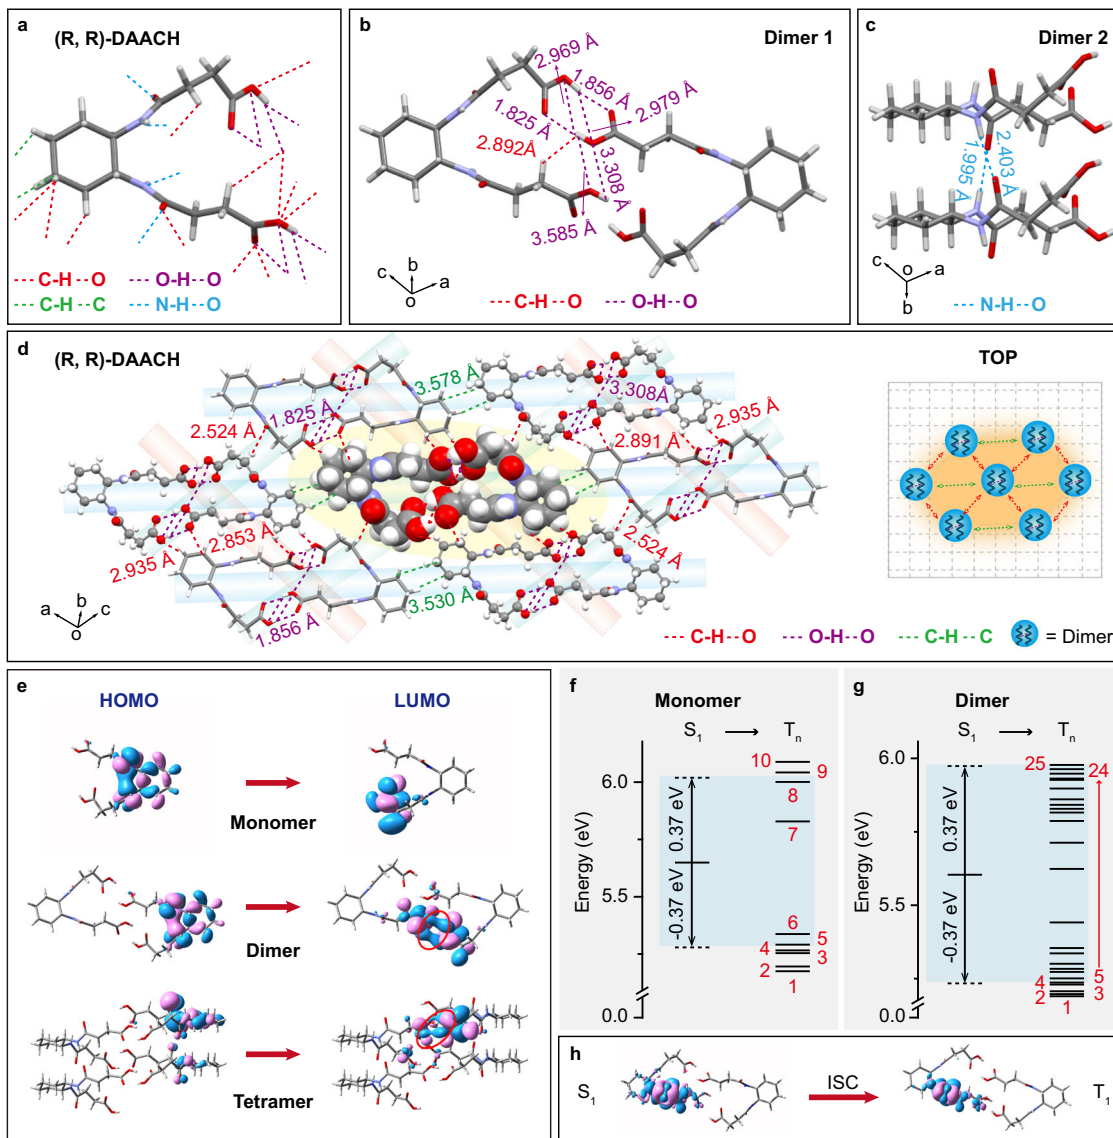 a
(R, R)-DAACH
C-H O
O-H O
C-H C
N-H O
b
Dimer 1
2.969 Å
1.856 Å
2.979 Å
1.825 Å
2.892Å
3.308 Å
3.585 Å
c
b
a
o
C-H O
O-H O
c
Dimer 2
2.403 Å
1.995 Å
c
o
a
b
N-H O
d
(R, R)-DAACH
TOP
3.578 Å
3.308Å
1.825 Å
2.935 Å
2.524 Å
2.891 Å
2.853 Å
2.524 Å
2.935 Å
3.530 Å
1.856 Å
a
b
c
o
C-H O
O-H O
C-H C
= Dimer
e
HOMO
LUMO
Monomer
Dimer
Tetramer
f
Monomer
S1
Tn
Energy (eV)
6.0
5.5
0.0
0.37 eV
-0.37 eV
10
9
8
7
6
5
4
3
2
1
g
Dimer
S1
Tn
Energy (eV)
6.0
5.5
0.0
0.37 eV
-0.37 eV
25
24
5
4
3
2
1
h
S1
ISC
T1